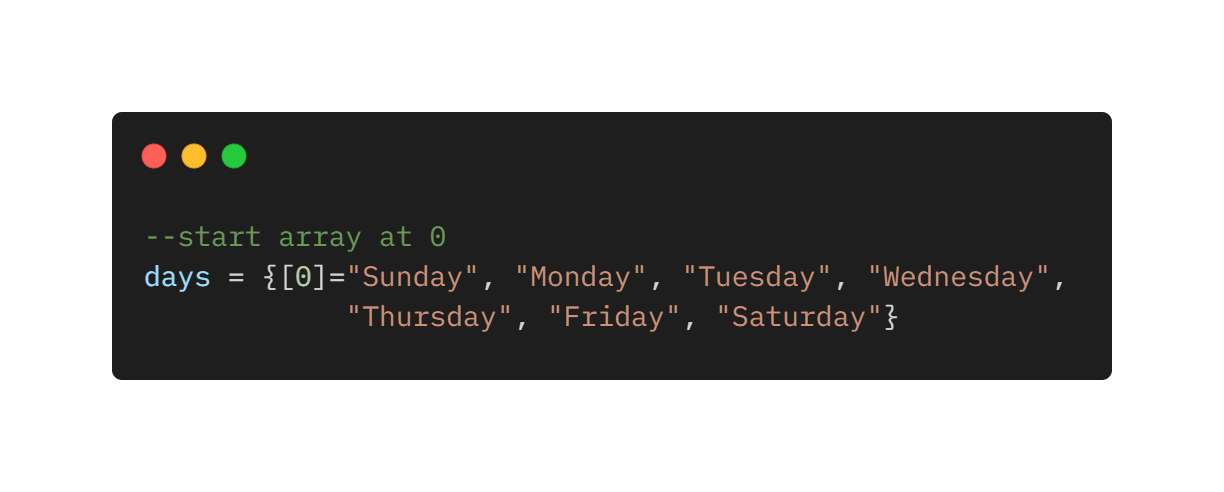 --start array at 0
days = {[0]="Sunday", "Monday", "Tuesday", "Wednesday",
            "Thursday", "Friday", "Saturday"}